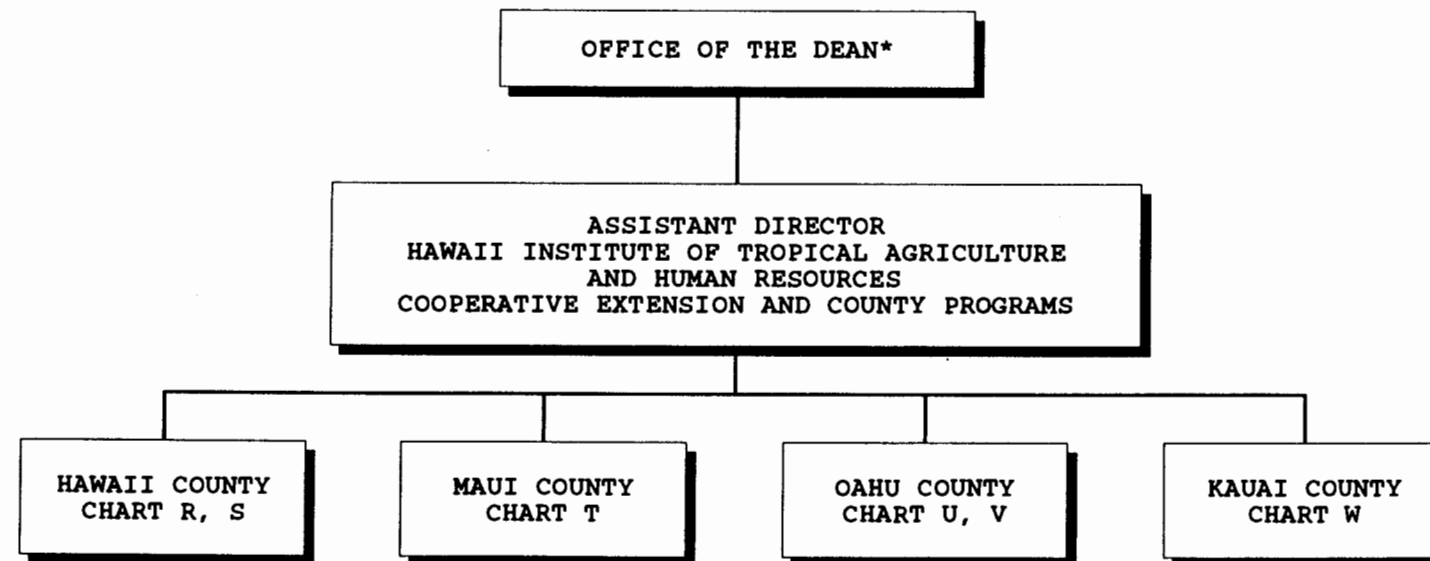 OFFICE OF THE DEAN*
ASSISTANT DIRECTOR
HAWAII INSTITUTE OF TROPICAL AGRICULTURE
AND HUMAN RESOURCES
COOPERATIVE EXTENSION AND COUNTY PROGRAMS
HAWAII COUNTY
CHART R, S
MAUI COUNTY
CHART T
OAHU COUNTY
CHART U, V
KAUAI COUNTY
CHART W